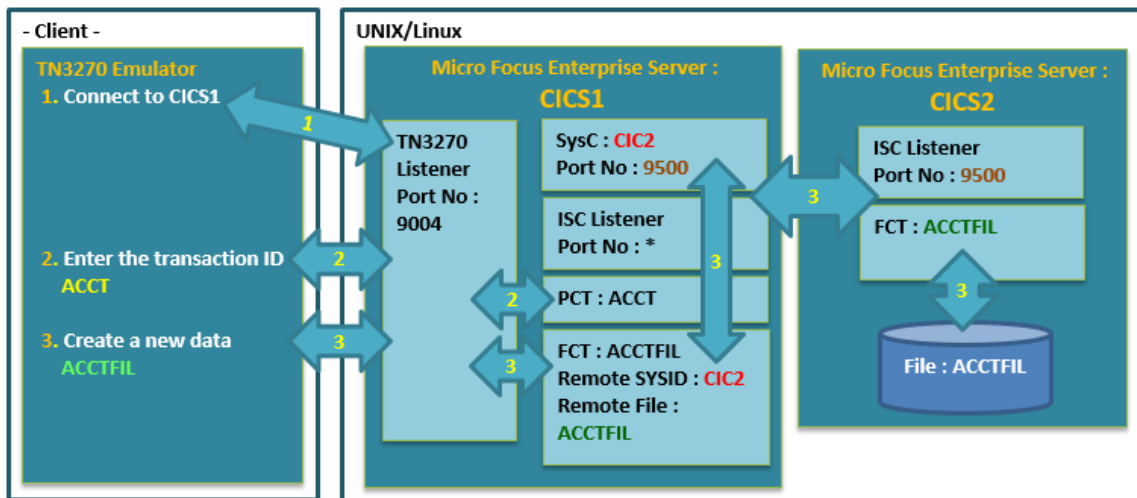 - Client -
TN3270 Emulator
1. Connect to CICS1
1
2. Enter the transaction ID
ACCT
2
3. Create a new data
ACCTFIL
3
UNIX/Linux
Micro Focus Enterprise Server :
CICS1
TN3270
Listener
Port No :
9004
SysC : CIC2
Port No : 9500
ISC Listener
Port No : *
2
PCT : ACCT
3
FCT : ACCTFIL
Remote SYSID : CIC2
Remote File :
ACCTFIL
3
3
Micro Focus Enterprise Server :
CICS2
ISC Listener
Port No : 9500
FCT : ACCTFIL
3
File : ACCTFIL